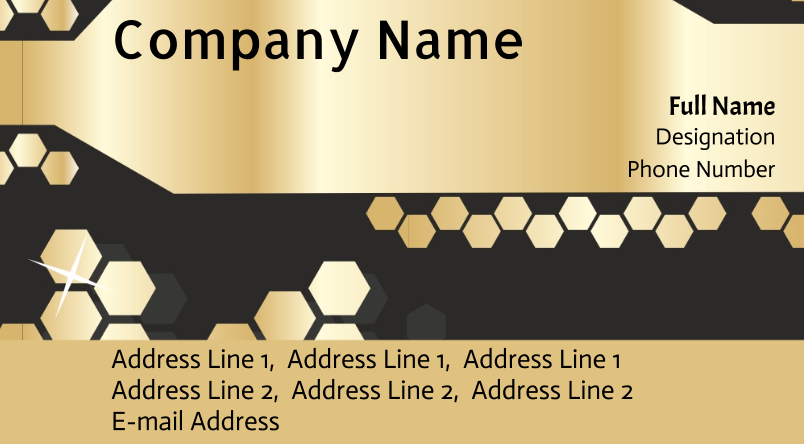 Company Name
Full Name
Designation
Phone Number
Address Line 1,  Address Line 1,  Address Line 1
Address Line 2,  Address Line 2,  Address Line 2
E-mail Address